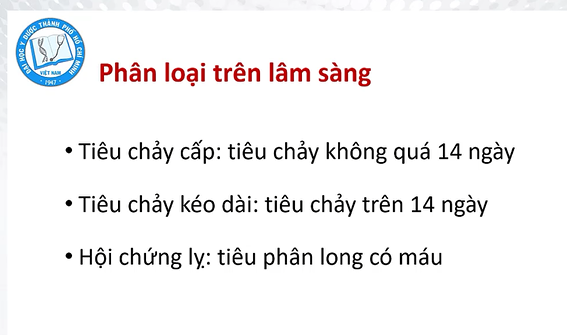 ĐẠI HỌC Y DƯỢC THÀNH PHỐ HỒ CHÍ MINH
VIỆT NAM
1947
Phân loại trên lâm sàng
• Tiêu chảy cấp: tiêu chảy không quá 14 ngày
• Tiêu chảy kéo dài: tiêu chảy trên 14 ngày
• Hội chứng lỵ: tiêu phân long có máu